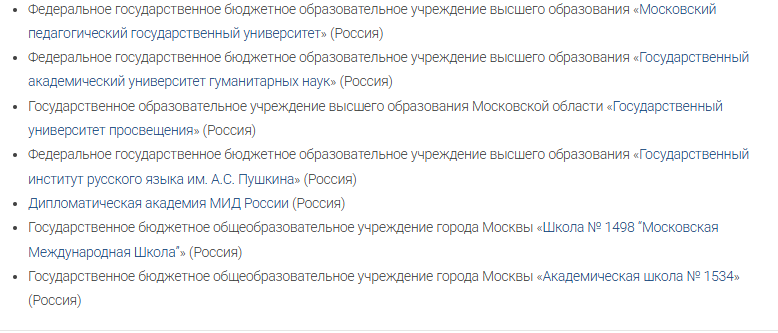 Федеральное государственное бюджетное образовательное учреждение высшего образования «Московский
педагогический государственный университет» (Россия)
Федеральное государственное бюджетное образовательное учреждение высшего образования «Государственный
академический университет гуманитарных наук» (Россия)
Государственное образовательное учреждение высшего образования Московской области «Государственный
университет просвещения» (Россия)
Федеральное государственное бюджетное образовательное учреждение высшего образования «Государственный
институт русского языка им. А.С. Пушкина» (Россия)
Дипломатическая академия МИД России (Россия)
Государственное бюджетное общеобразовательное учреждение города Москвы «Школа № 1498 “Московская
Международная Школа”» (Россия)
Государственное бюджетное общеобразовательное учреждение города Москвы «Академическая школа № 1534»
(Россия)